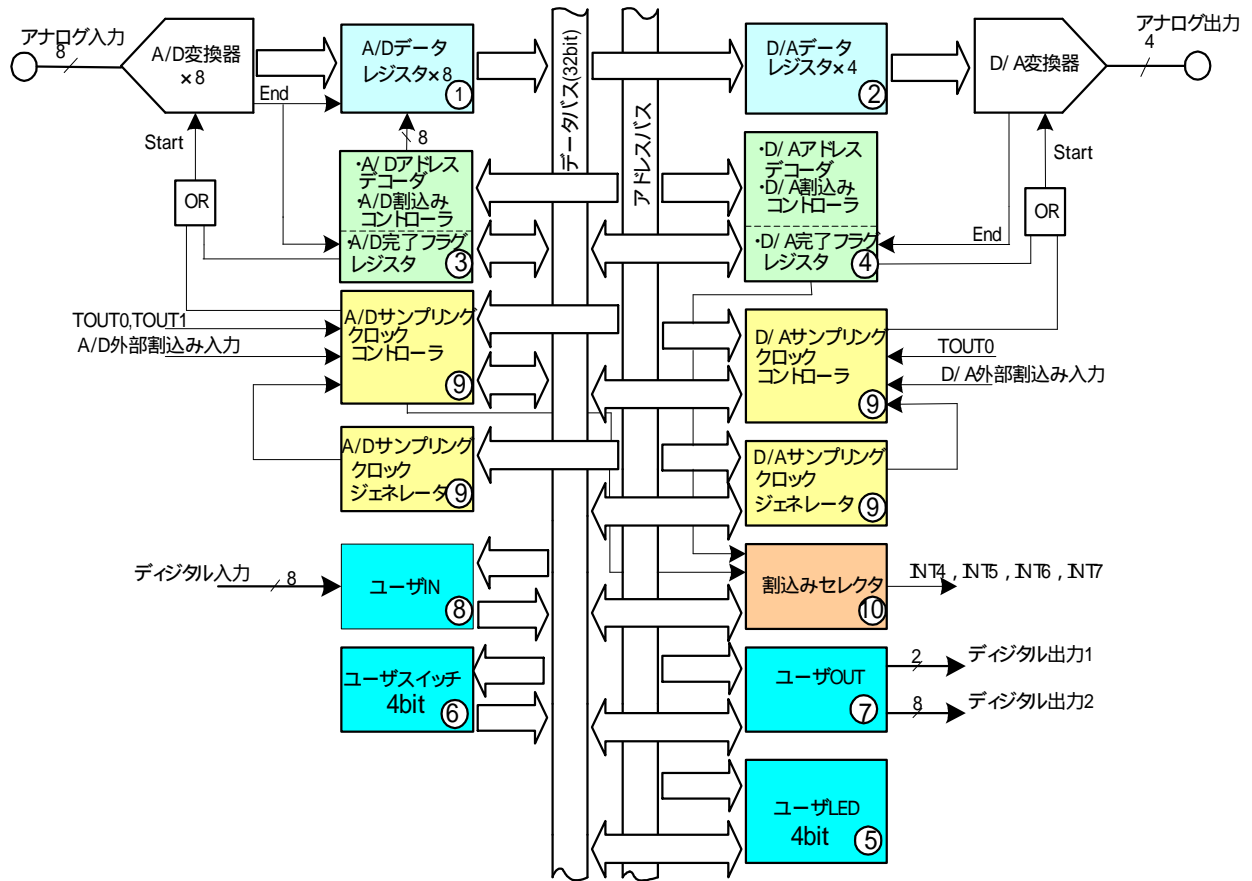 アナログ入力
8
A/D変換器
×8
End
Start
OR
A/Dデータ
レジスタ×8
①
8
・A/Dアドレス
デコーダ
・A/D割込み
コントローラ
・A/D完了フラグ
レジスタ
③
TOUT0,TOUT1
A/D外部割込み入力
A/Dサンプリング
クロック
コントローラ
⑨
A/Dサンプリング
クロック
ジェネレータ
⑨
ディジタル入力
8
ユーザIN
⑧
ユーザスイッチ
4bit
⑥
データバス(32bit)
アドレスバス
D/Aデータ
レジスタ×4
②
D/A変換器
アナログ出力
4
Start
OR
End
・D/Aアドレス
デコーダ
・D/A割込み
コントローラ
・D/A完了フラグ
レジスタ
④
D/Aサンプリング
クロック
コントローラ
⑨
TOUT0
D/A外部割込み入力
D/Aサンプリング
クロック
ジェネレータ
⑨
割込みセレクタ
⑩
INT4 , INT5 , INT6 , INT7
ユーザOUT
⑦
2
ディジタル出力1
8
ディジタル出力2
ユーザLED
4bit
⑤